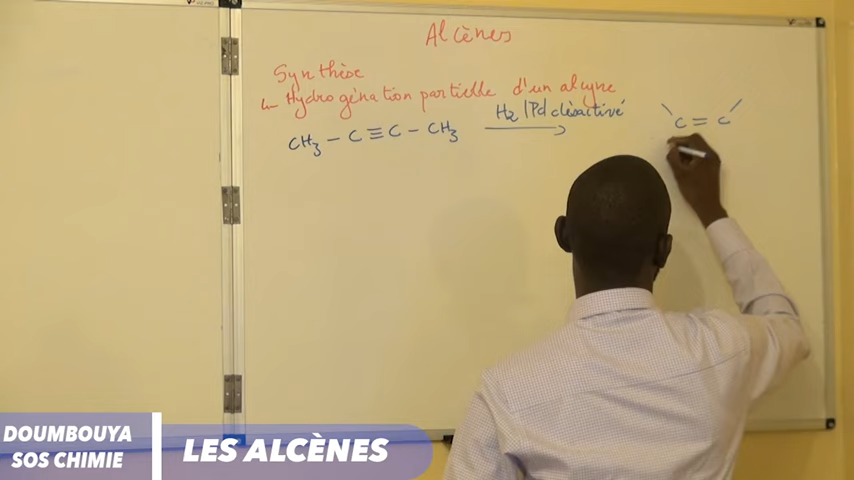 Alcènes
Synthèse
↳ Hydrogénation partielle d'un alcyne
CH3 – C ≡ C – CH3 H2/Pd désactivé → C = C
DOUMBOUYA
SOS CHIMIE
LES ALCÈNES